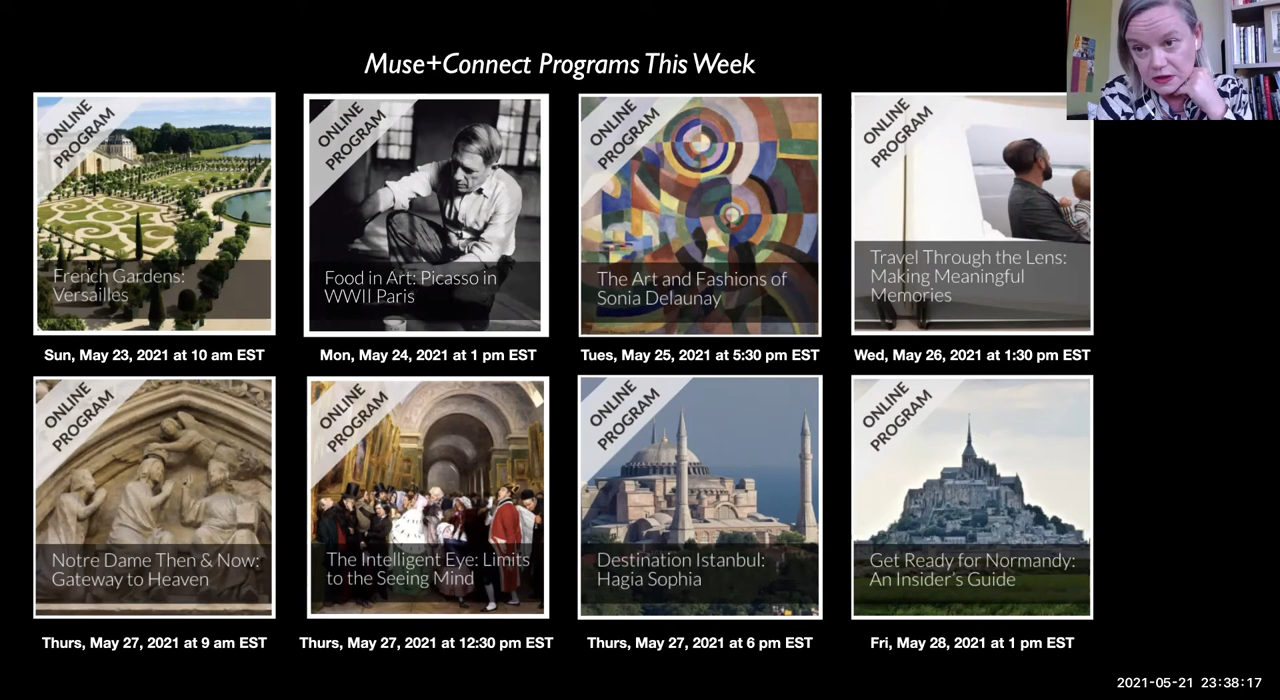 Muse+Connect Programs This Week
ONLINE
PROGRAM
French Gardens:
Versailles
Sun, May 23, 2021 at 10 am EST
ONLINE
PROGRAM
Food in Art: Picasso in
WWII Paris
Mon, May 24, 2021 at 1 pm EST
ONLINE
PROGRAM
The Art and Fashions of
Sonia Delaunay
Tues, May 25, 2021 at 5:30 pm EST
ONLINE
PROGRAM
Travel Through the Lens:
Making Meaningful
Memories
Wed, May 26, 2021 at 1:30 pm EST
ONLINE
PROGRAM
Notre Dame Then & Now:
Gateway to Heaven
Thurs, May 27, 2021 at 9 am EST
ONLINE
PROGRAM
The Intelligent Eye: Limits
to the Seeing Mind
Thurs, May 27, 2021 at 12:30 pm EST
ONLINE
PROGRAM
Destination Istanbul:
Hagia Sophia
Thurs, May 27, 2021 at 6 pm EST
ONLINE
PROGRAM
Get Ready for Normandy:
An Insider's Guide
Fri, May 28, 2021 at 1 pm EST
2021-05-21 23:38:17